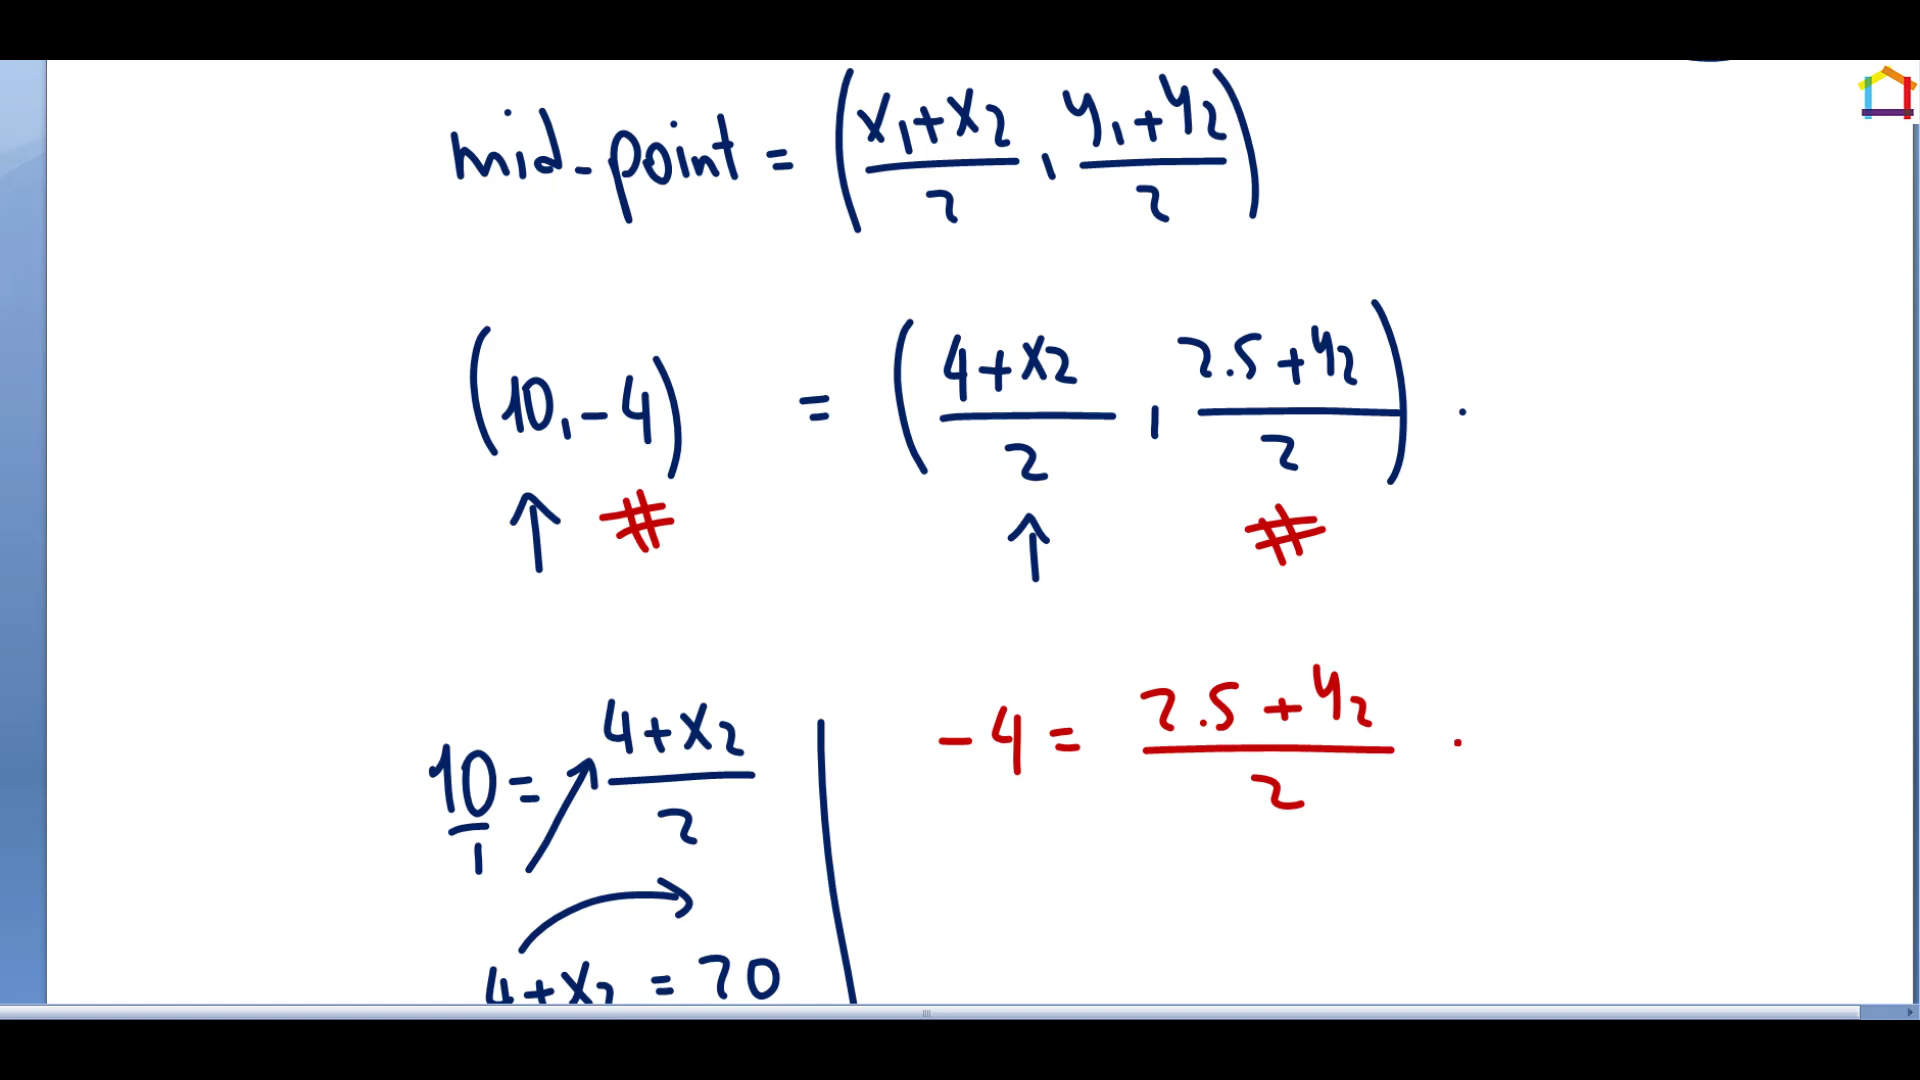 mid-point = (x₁+x₂/2 , y₁+y₂/2)
(10, -4) = (4+x₂/2 , 2.5+y₂/2) .
# #
10/1 = 4+x₂/2
4+x₂ = 20
-4 = 2.5+y₂/2 .